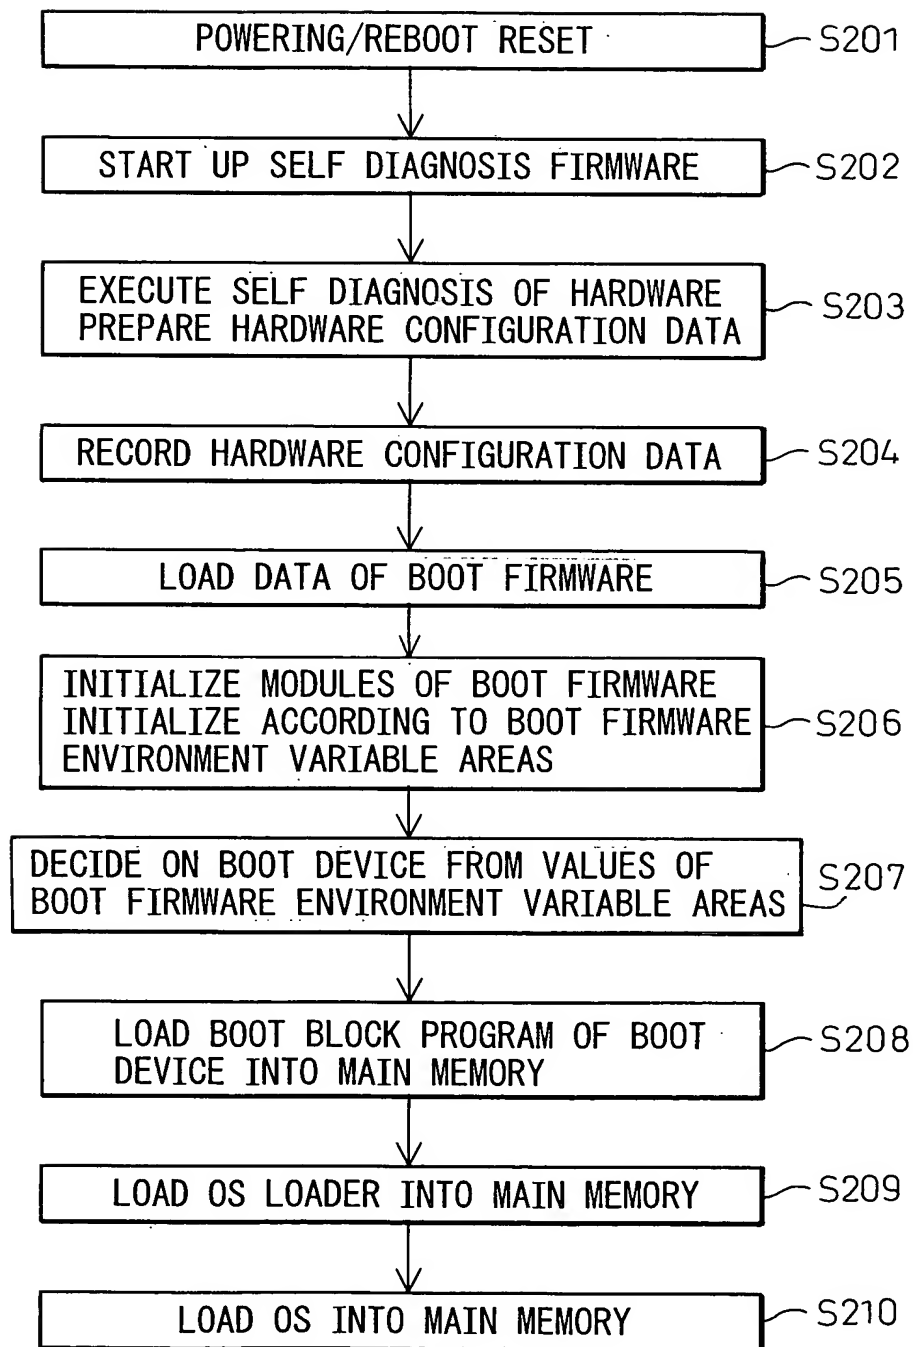 POWERING/REBOOT RESET S201
START UP SELF DIAGNOSIS FIRMWARE S202
EXECUTE SELF DIAGNOSIS OF HARDWARE
PREPARE HARDWARE CONFIGURATION DATA S203
RECORD HARDWARE CONFIGURATION DATA S204
LOAD DATA OF BOOT FIRMWARE S205
INITIALIZE MODULES OF BOOT FIRMWARE
INITIALIZE ACCORDING TO BOOT FIRMWARE S206
ENVIRONMENT VARIABLE AREAS
DECIDE ON BOOT DEVICE FROM VALUES OF S207
BOOT FIRMWARE ENVIRONMENT VARIABLE AREAS
LOAD BOOT BLOCK PROGRAM OF BOOT S208
DEVICE INTO MAIN MEMORY
LOAD OS LOADER INTO MAIN MEMORY S209
LOAD OS INTO MAIN MEMORY S210